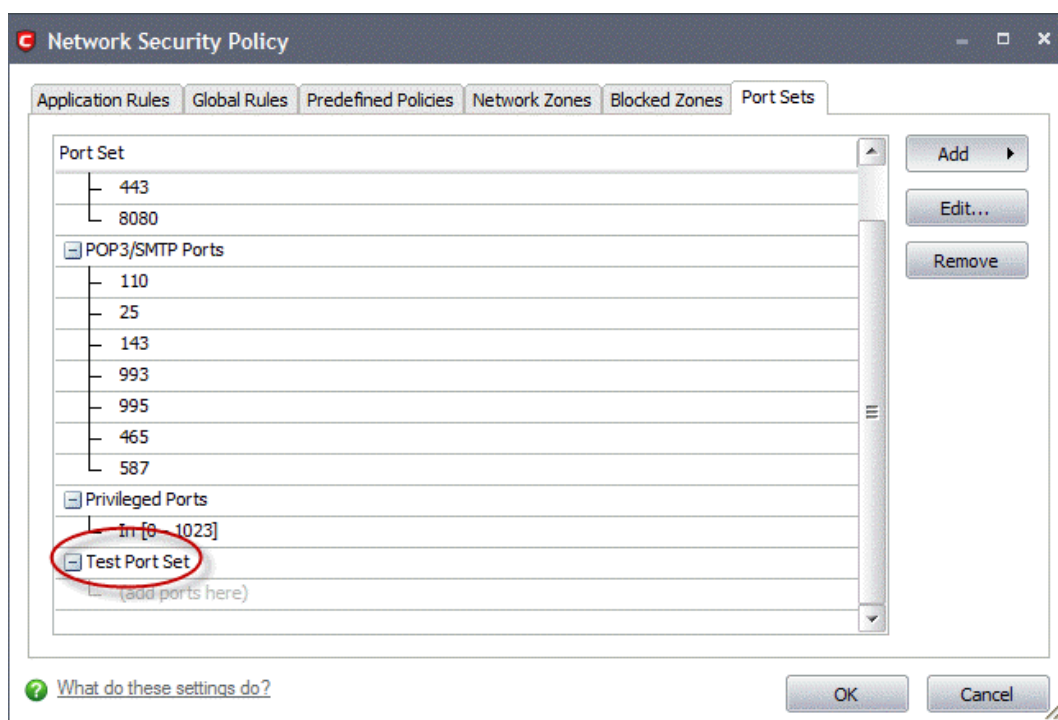 Network Security Policy
Application Rules Global Rules Predefined Policies Network Zones Blocked Zones Port Sets
Port Set
443
8080
POP3/SMTP Ports
110
25
143
993
995
465
587
Privileged Ports
In [0 - 1023]
Test Port Set
(add ports here)
Add
Edit...
Remove
What do these settings do?
OK Cancel